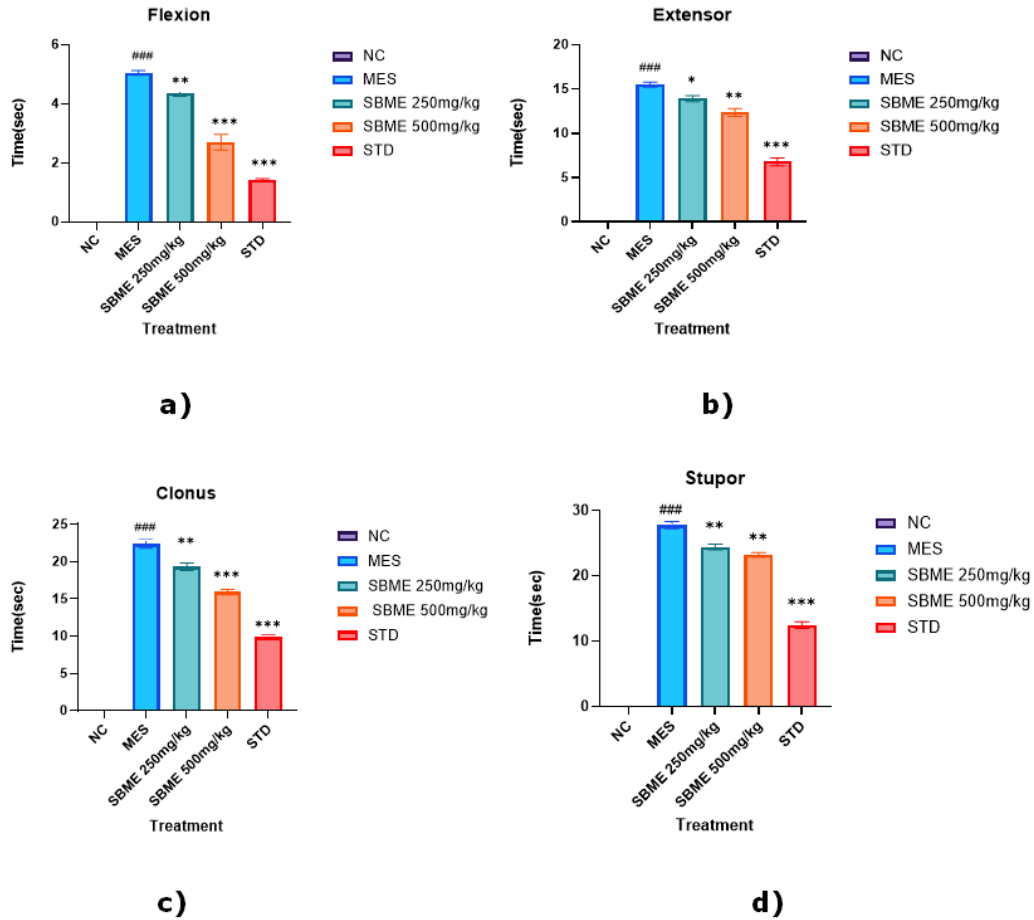 Flexion
Time(sec)
6
4
2
0
###
**
***
***
NC
MES
SBME 250mg/kg
SBME 500mg/kg
STD
Treatment
NC
MES
SBME 250mg/kg
SBME 500mg/kg
STD
a)
Extensor
Time(sec)
20
15
10
5
0
###
*
**
***
NC
MES
SBME 250mg/kg
SBME 500mg/kg
STD
Treatment
NC
MES
SBME 250mg/kg
SBME 500mg/kg
STD
b)
Clonus
Time(sec)
25
20
15
10
5
0
###
**
***
***
NC
MES
SBME 250mg/kg
SBME 500mg/kg
STD
Treatment
NC
MES
SBME 250mg/kg
SBME 500mg/kg
STD
c)
Stupor
Time(sec)
30
20
10
0
###
**
**
***
NC
MES
SBME 250mg/kg
SBME 500mg/kg
STD
Treatment
NC
MES
SBME 250mg/kg
SBME 500mg/kg
STD
d)